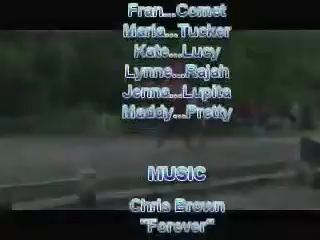 Fran...Comet
Maria...Tucker
Kate...Lucy
Lynne...Rajah
Jenna...Lupita
Maddy...Pretty
MUSIC
Chris Brown
"Forever"